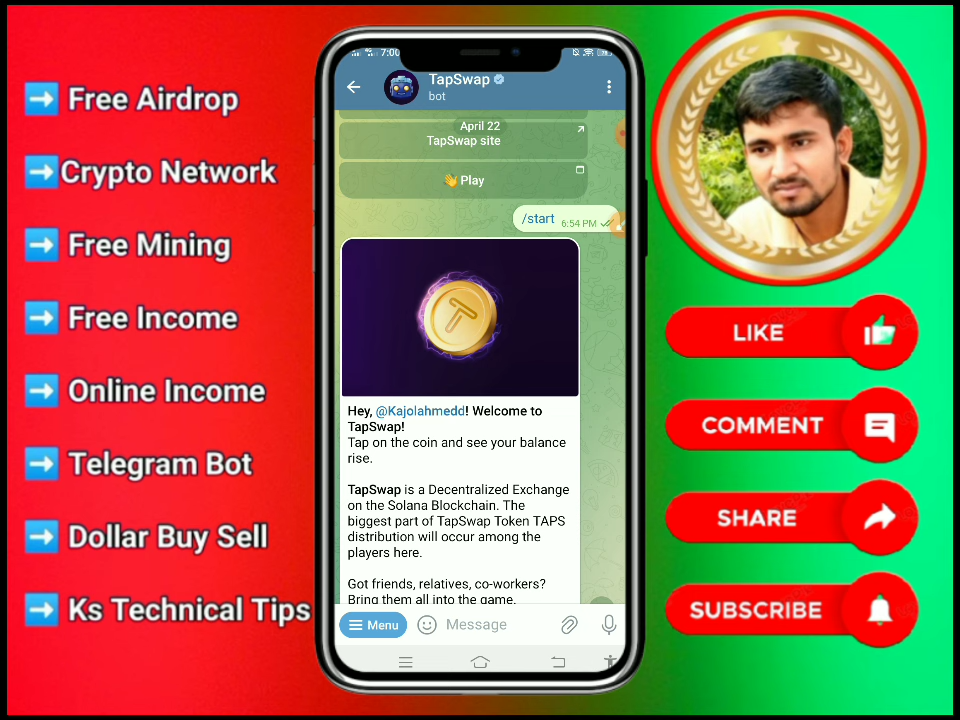 Free Airdrop
Crypto Network
Free Mining
Free Income
Online Income
Telegram Bot
Dollar Buy Sell
Ks Technical Tips
7:00
TapSwap
bot
April 22
TapSwap site
👋 Play
/start 6:54 PM
Hey, @Kajolahmedd! Welcome to
TapSwap!
Tap on the coin and see your balance
rise.
TapSwap is a Decentralized Exchange
on the Solana Blockchain. The
biggest part of TapSwap Token TAPS
distribution will occur among the
players here.
Got friends, relatives, co-workers?
Bring them all into the game.
Menu
Message
LIKE
COMMENT
SHARE
SUBSCRIBE